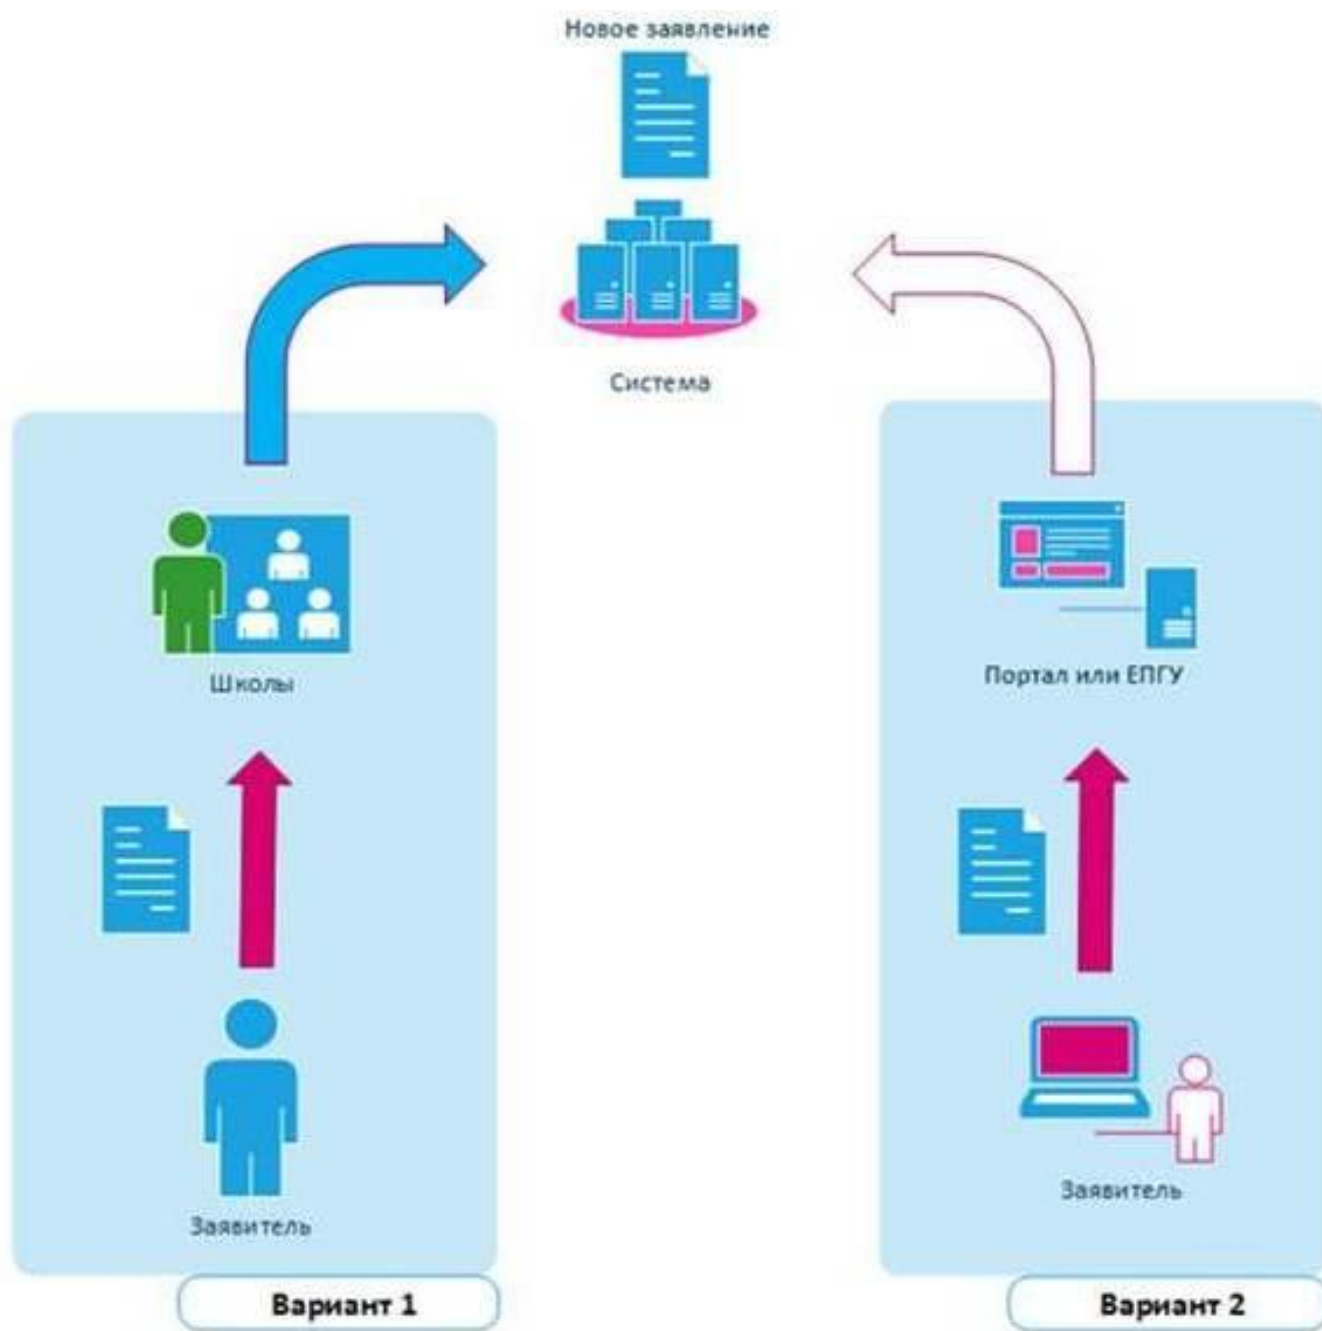 Новое заявление
Система
Школы
Портал или ЕПГУ
Заявитель
Заявитель
Вариант 1
Вариант 2